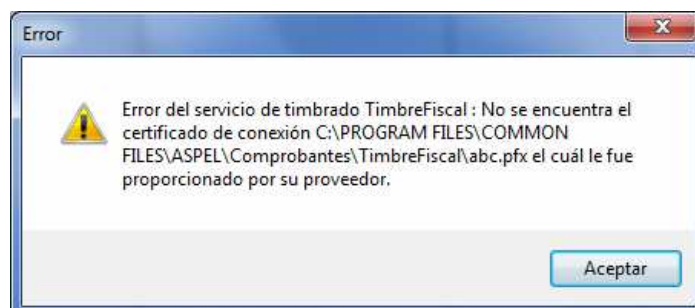 Error
Error del servicio de timbrado TimbreFiscal : No se encuentra el
certificado de conexión C:\PROGRAM FILES\COMMON
FILES\ASPEL\Comprobantes\TimbreFiscal\abc.pfx el cuál le fue
proporcionado por su proveedor.
Aceptar